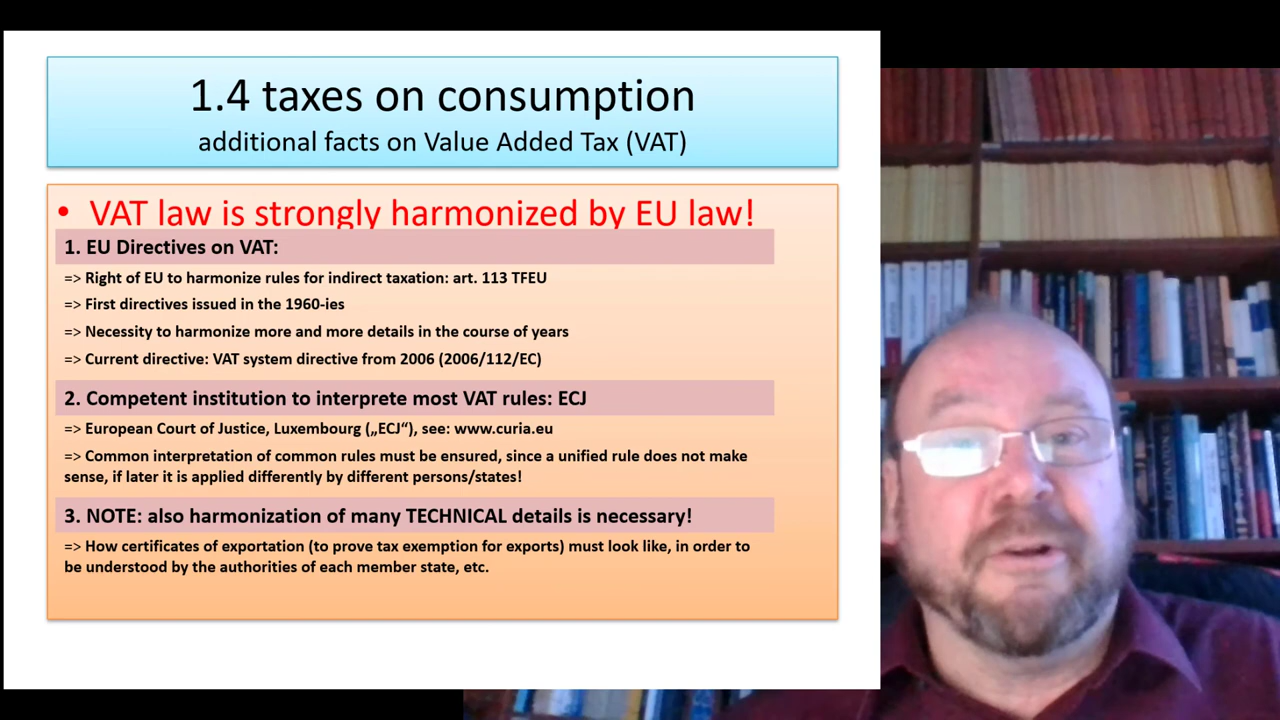 1.4 taxes on consumption
additional facts on Value Added Tax (VAT)
• VAT law is strongly harmonized by EU law!
1. EU Directives on VAT:
=> Right of EU to harmonize rules for indirect taxation: art. 113 TFEU
=> First directives issued in the 1960-ies
=> Necessity to harmonize more and more details in the course of years
=> Current directive: VAT system directive from 2006 (2006/112/EC)
2. Competent institution to interprete most VAT rules: ECJ
=> European Court of Justice, Luxembourg („ECJ“), see: www.curia.eu
=> Common interpretation of common rules must be ensured, since a unified rule does not make
sense, if later it is applied differently by different persons/states!
3. NOTE: also harmonization of many TECHNICAL details is necessary!
=> How certificates of exportation (to prove tax exemption for exports) must look like, in order to
be understood by the authorities of each member state, etc.